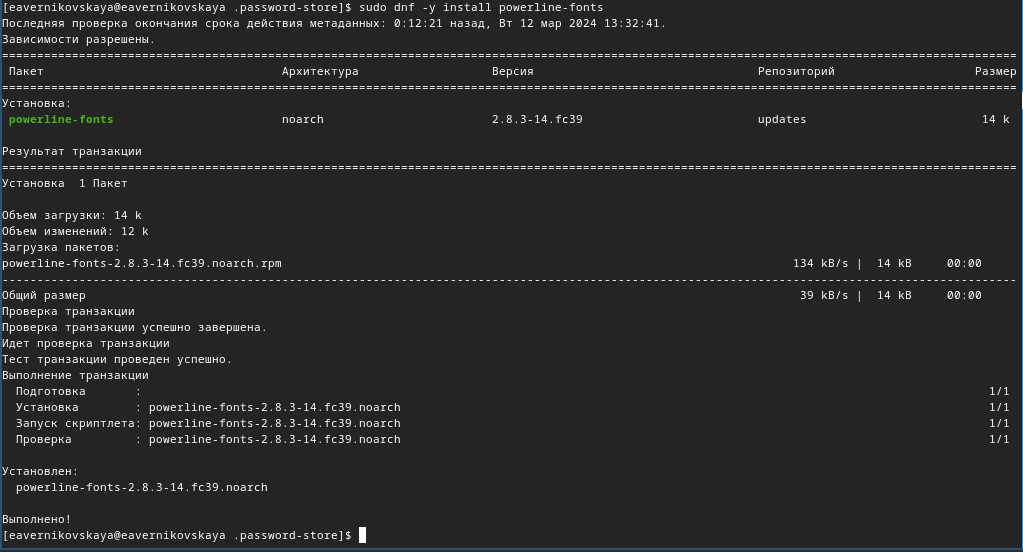 [eavernikovskaya@eavernikovskaya .password-store]$ sudo dnf -y install powerline-fonts
Последняя проверка окончания срока действия метаданных: 0:12:21 назад, Вт 12 мар 2024 13:32:41.
Зависимости разрешены.
Пакет Архитектура Версия Репозиторий Размер
Установка:
powerline-fonts noarch 2.8.3-14.fc39 updates 14 k
Результат транзакции
Установка 1 Пакет
Объем загрузки: 14 k
Объем изменений: 12 k
Загрузка пакетов:
powerline-fonts-2.8.3-14.fc39.noarch.rpm 134 kB/s | 14 kB 00:00
Общий размер 39 kB/s | 14 kB 00:00
Проверка транзакции
Проверка транзакции успешно завершена.
Идет проверка транзакции
Тест транзакции проведен успешно.
Выполнение транзакции
Подготовка : 1/1
Установка : powerline-fonts-2.8.3-14.fc39.noarch 1/1
Запуск скриптлета: powerline-fonts-2.8.3-14.fc39.noarch 1/1
Проверка : powerline-fonts-2.8.3-14.fc39.noarch 1/1
Установлен:
powerline-fonts-2.8.3-14.fc39.noarch
Выполнено!
[eavernikovskaya@eavernikovskaya .password-store]$